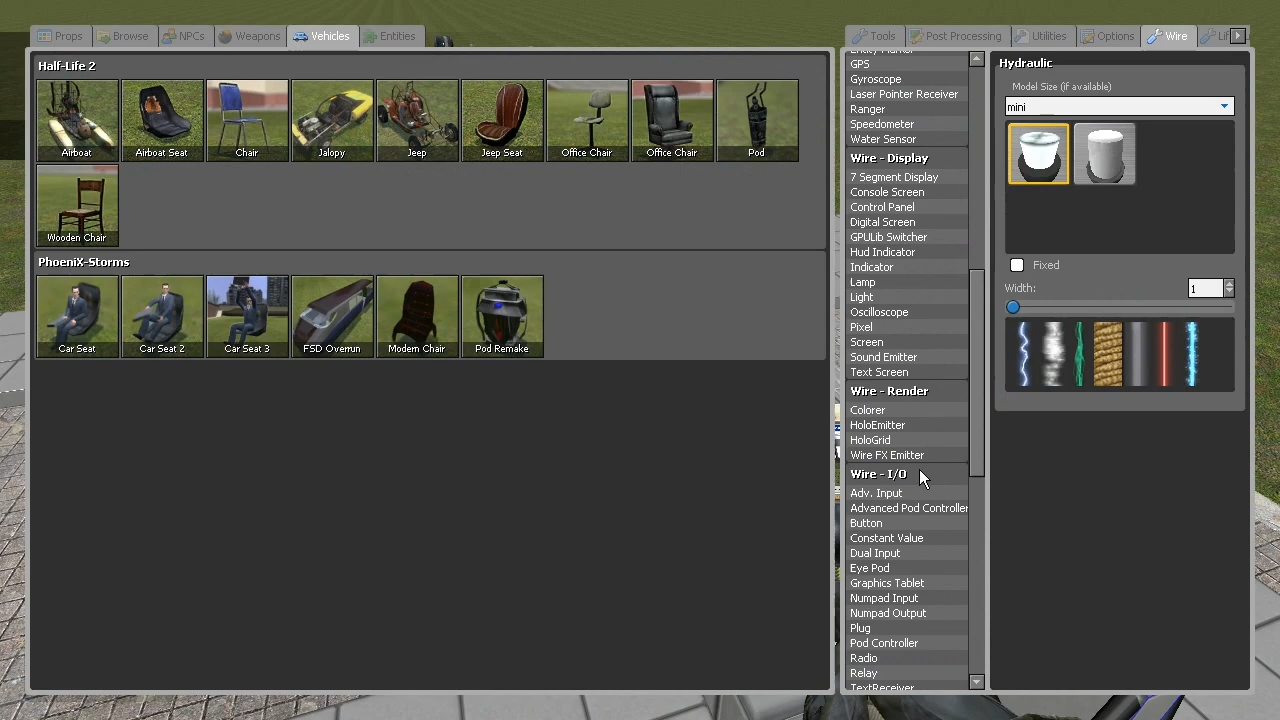 Props
Browse
NPCs
Weapons
Vehicles
Entities
Half-Life 2
Airboat
Airboat Seat
Chair
Jalopy
Jeep
Jeep Seat
Office Chair
Office Chair
Pod
Wooden Chair
PhoeniX-Storms
Car Seat
Car Seat 2
Car Seat 3
FSD Overrun
Modern Chair
Pod Remake
Tools
Post Processing
Utilities
Options
Wire
Entity Marker
GPS
Gyroscope
Laser Pointer Receiver
Ranger
Speedometer
Water Sensor
Wire - Display
7 Segment Display
Console Screen
Control Panel
Digital Screen
GPULib Switcher
Hud Indicator
Indicator
Lamp
Light
Oscilloscope
Pixel
Screen
Sound Emitter
Text Screen
Wire - Render
Colorer
HoloEmitter
HoloGrid
Wire FX Emitter
Wire - I/O
Adv. Input
Advanced Pod Controller
Button
Constant Value
Dual Input
Eye Pod
Graphics Tablet
Numpad Input
Numpad Output
Plug
Pod Controller
Radio
Relay
TextReceiver
Hydraulic
Model Size (if available)
mini
Fixed
Width:
1